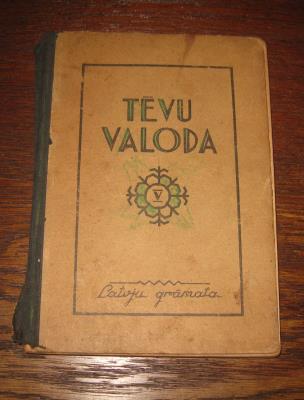 TĒVU
VALODA
V
Latvju grāmata